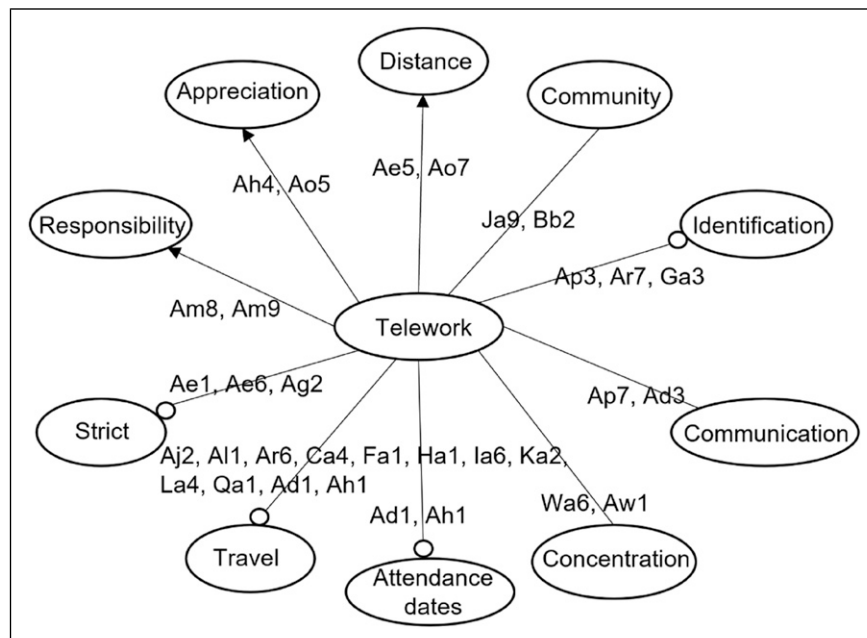 Distance
Appreciation
Community
Ae5, Ao7
Ah4, Ao5
Ja9, Bb2
Responsibility
Identification
Ap3, Ar7, Ga3
Am8, Am9
Telework
Ae1, Ae6, Ag2
Ap7, Ad3
Strict
Communication
Aj2, Al1, Ar6, Ca4, Fa1, Ha1, Ia6, Ka2,
La4, Qa1, Ad1, Ah1
Wa6, Aw1
Ad1, Ah1
Travel
Concentration
Attendance
dates